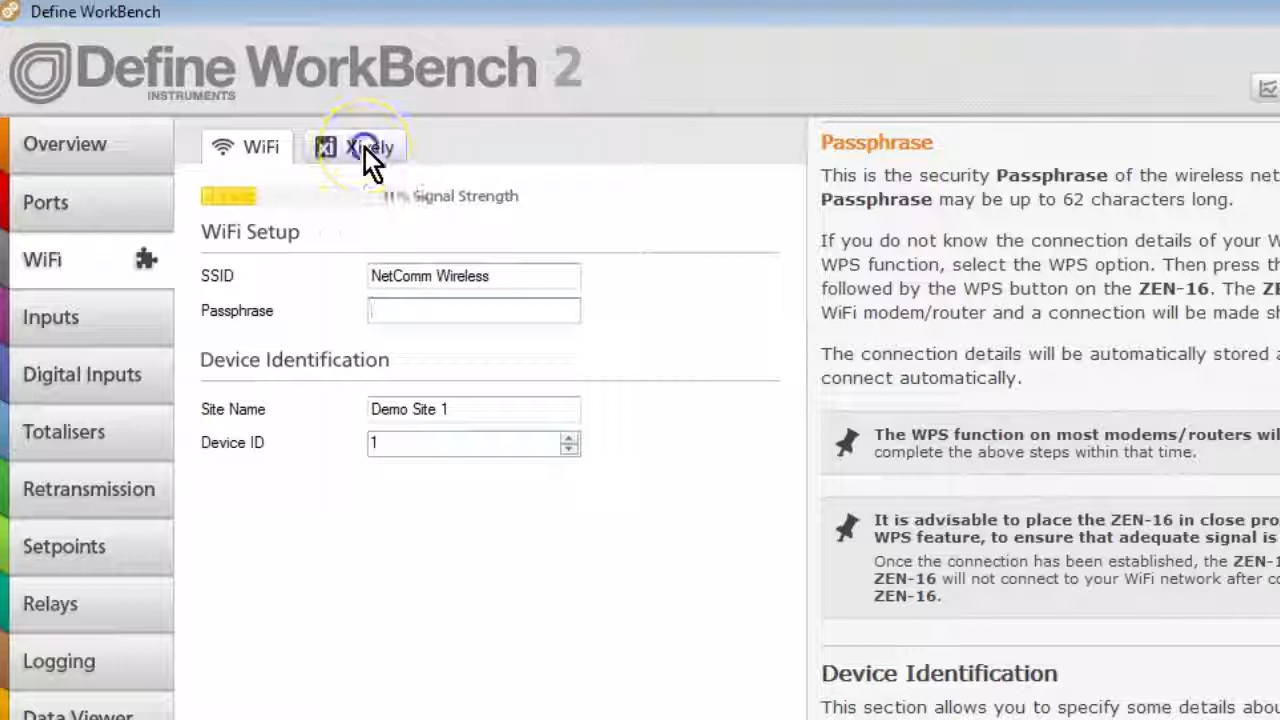 Define WorkBench
Define WorkBench 2
INSTRUMENTS
Overview
Ports
WiFi
Inputs
Digital Inputs
Totalisers
Retransmission
Setpoints
Relays
Logging
Data Viewer
WiFi
xi Xively
Signal Strength
WiFi Setup
SSID NetComm Wireless
Passphrase
Device Identification
Site Name Demo Site 1
Device ID 1
Passphrase
This is the security Passphrase of the wireless net
Passphrase may be up to 62 characters long.
If you do not know the connection details of your W
WPS function, select the WPS option. Then press th
followed by the WPS button on the ZEN-16. The ZE
WiFi modem/router and a connection will be made sh
The connection details will be automatically stored a
connect automatically.
The WPS function on most modems/routers wil
complete the above steps within that time.
It is advisable to place the ZEN-16 in close pro
WPS feature, to ensure that adequate signal is
Once the connection has been established, the ZEN-1
ZEN-16 will not connect to your WiFi network after co
ZEN-16.
Device Identification
This section allows you to specify some details abou